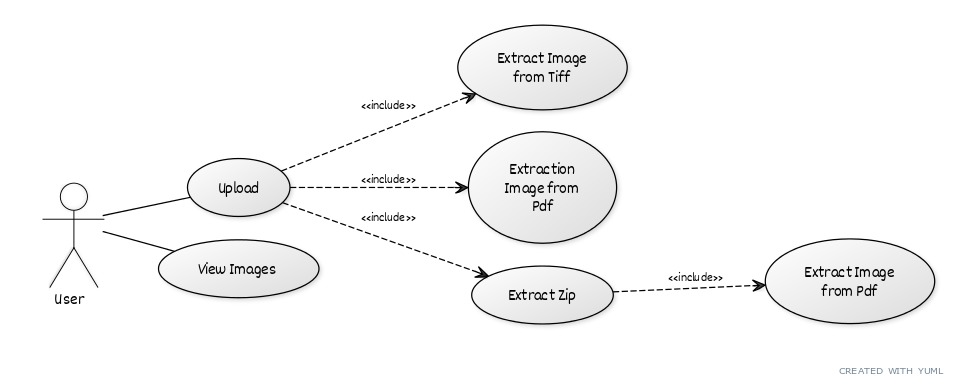 Extract Image
from Tiff
<<include>>
Extraction
Image from
Pdf
<<include>>
Upload
<<include>>
View Images
User
Extract Zip
<<include>>
Extract Image
from Pdf
CREATED WITH YUML